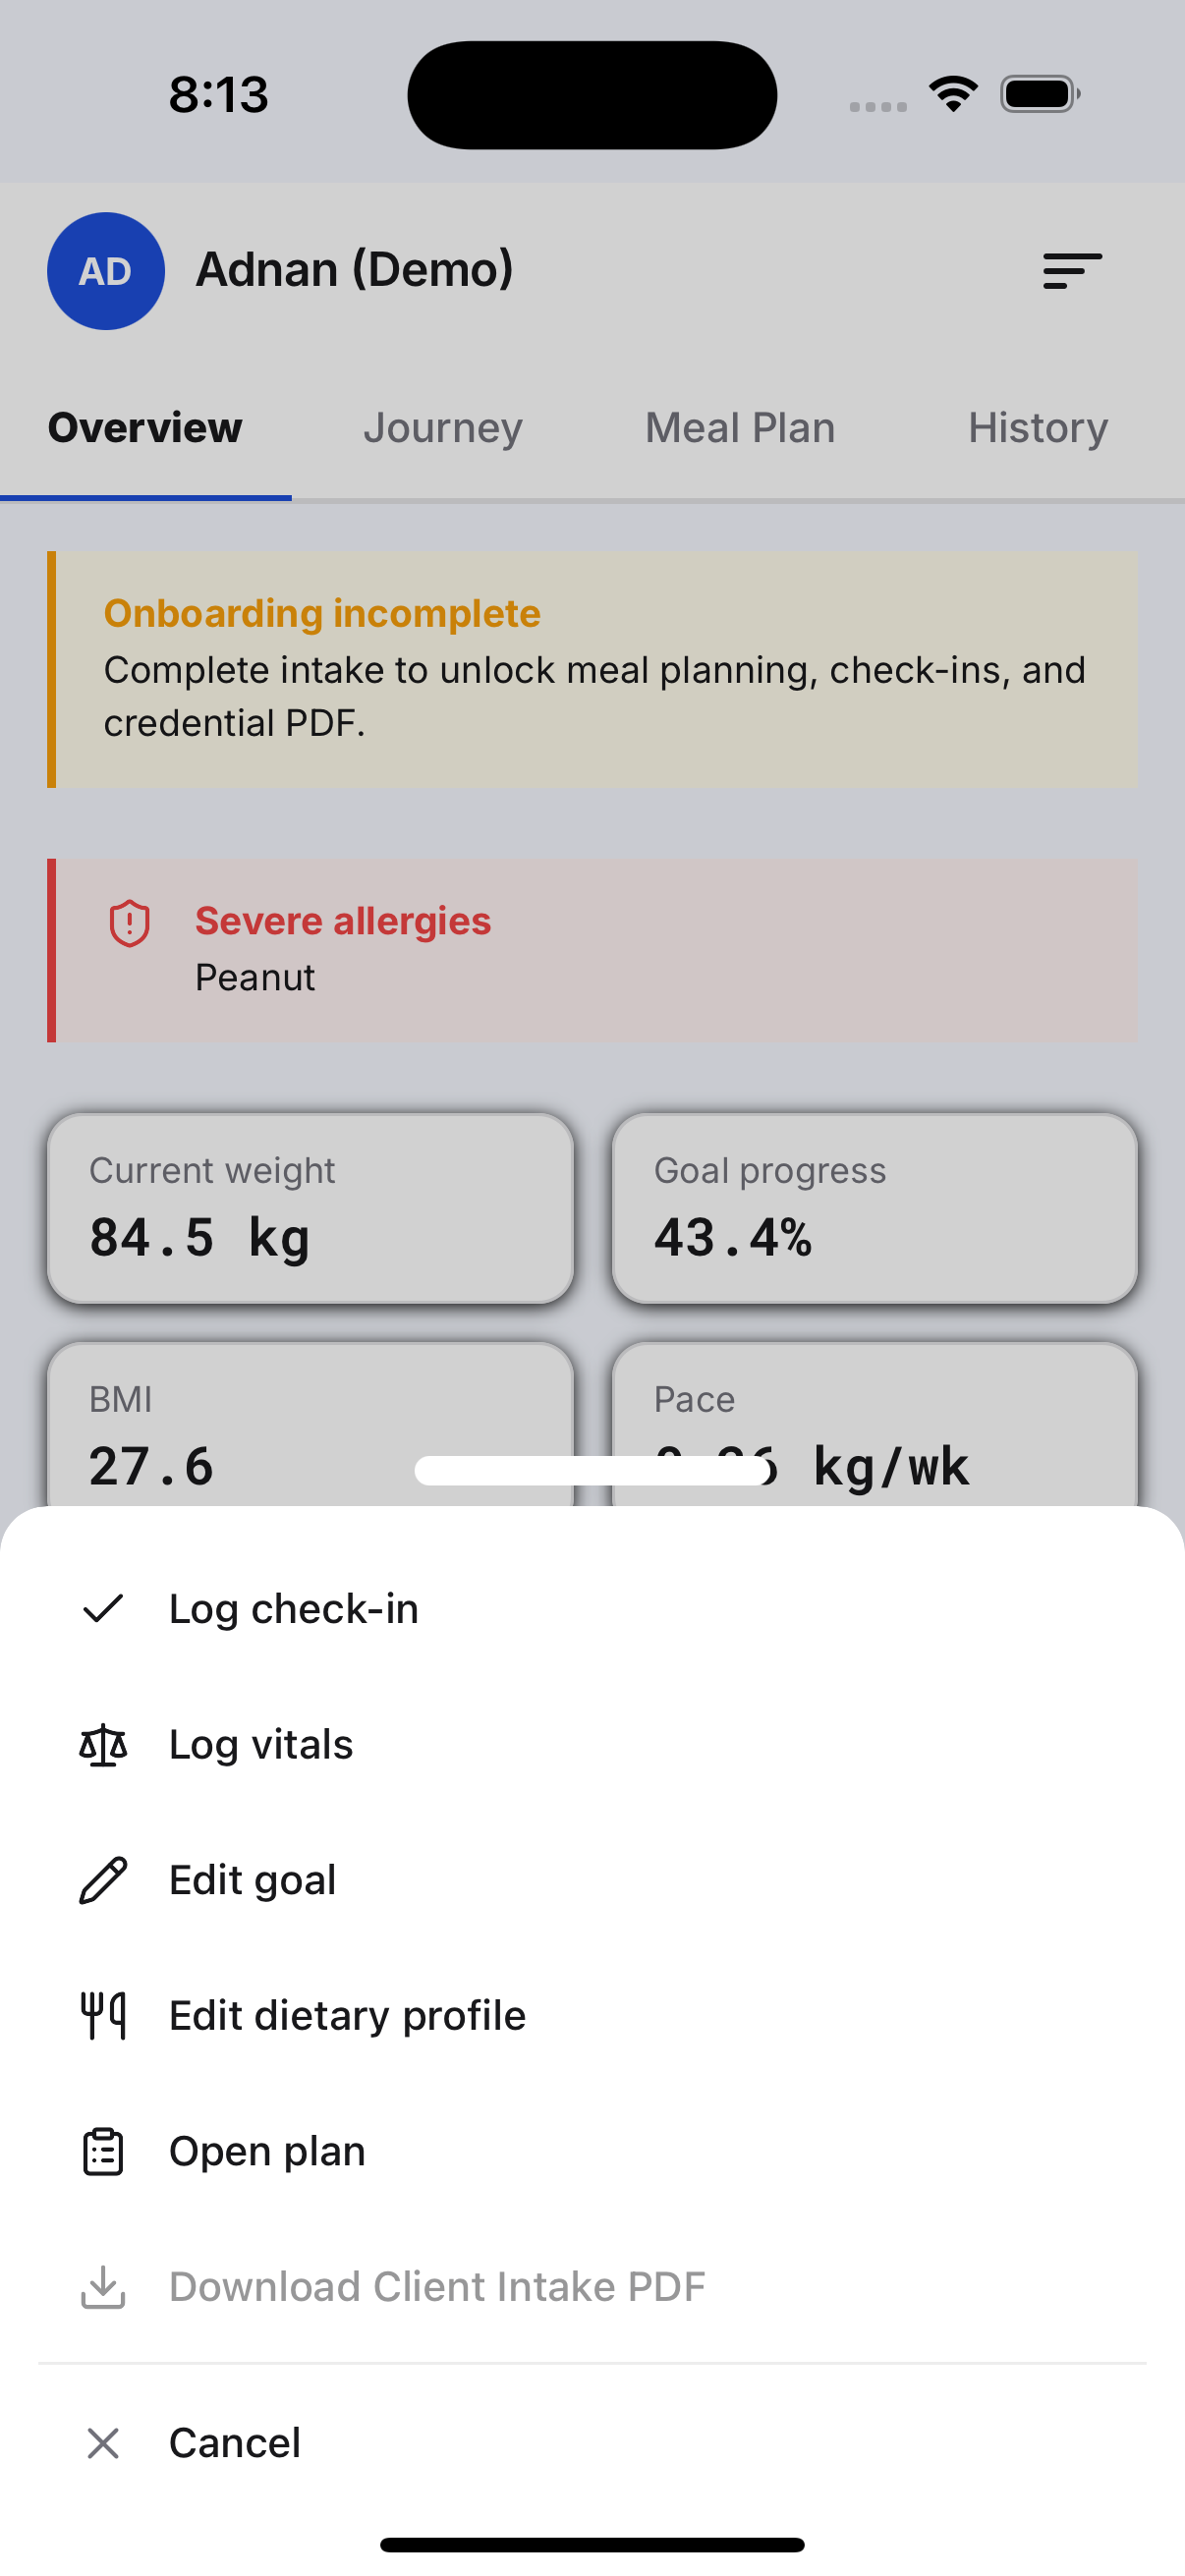 8:13
AD
Adnan (Demo)
Overview
Journey
Meal Plan
History
Onboarding incomplete
Complete intake to unlock meal planning, check-ins, and
credential PDF.
Severe allergies
Peanut
Current weight
84.5 kg
Goal progress
43.4%
BMI
27.6
Pace
kg/wk
Log check-in
Log vitals
Edit goal
Edit dietary profile
Open plan
Download Client Intake PDF
Cancel